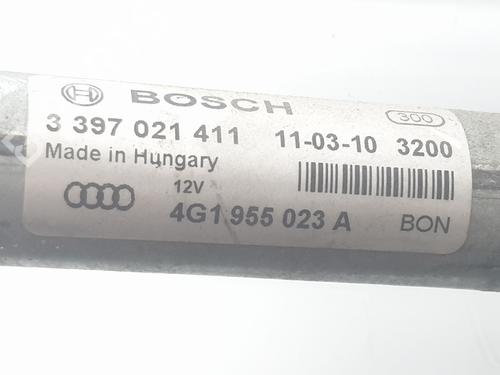 BOSCH 300
3 397 021 411 11-03-10 3200
Made in Hungary
12V
4G1 955 023 A BON